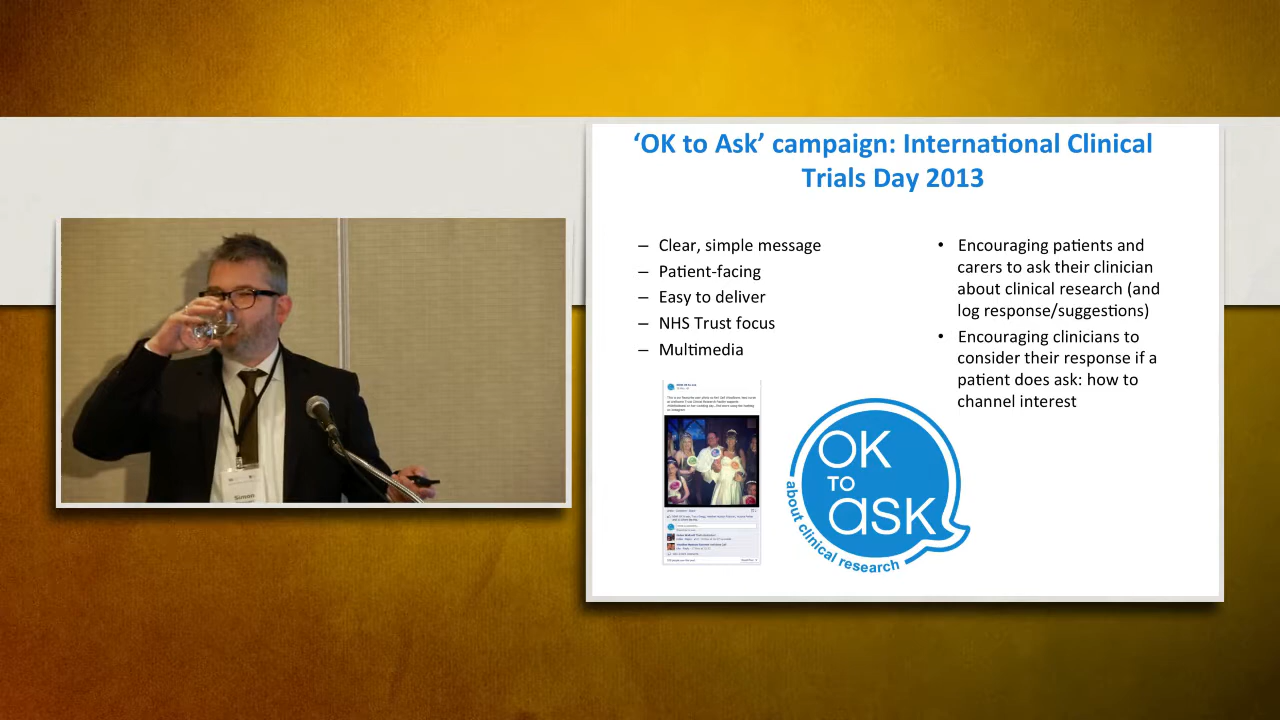 ‘OK to Ask’ campaign: International Clinical
Trials Day 2013
– Clear, simple message
– Patient-facing
– Easy to deliver
– NHS Trust focus
– Multimedia
• Encouraging patients and
carers to ask their clinician
about clinical research (and
log response/suggestions)
• Encouraging clinicians to
consider their response if a
patient does ask: how to
channel interest
OK
TO
ask
about clinical research
Simon